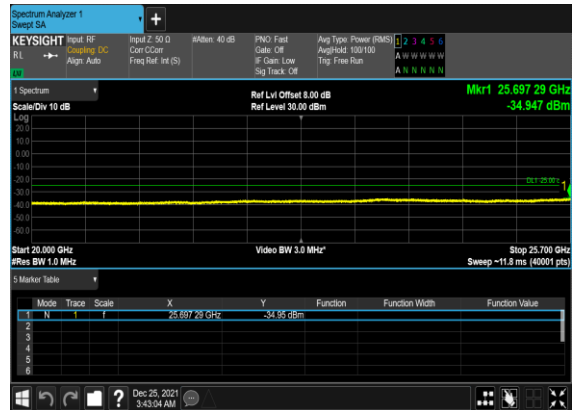 Spectrum Analyzer 1
Swept SA
+
KEYSIGHT Input: RF Input Z: 50 Ω #Atten: 40 dB PNO: Fast Avg Type: Power (RMS) 1 2 3 4 5 6
R L Coupling: DC Corr CCorr Gate: Off Avg|Hold: 100/100 A W W W W W
Align: Auto Freq Ref: Int (S) IF Gain: Low Trig: Free Run
Sig Track: Off A N N N N N
1 Spectrum
Ref Lvl Offset 8.00 dB Mkr1 25.697 29 GHz
Scale/Div 10 dB Ref Level 30.00 dBm -34.947 dBm
Log
20.0
10.0
0.00
-10.0
-20.0
DL1 -25.00
1
-30.0
-40.0
-50.0
-60.0
Start 20.000 GHz Video BW 3.0 MHz* Stop 25.700 GHz
#Res BW 1.0 MHz Sweep ~11.8 ms (40001 pts)
5 Marker Table
Mode Trace Scale X Y Function Function Width Function Value
1 N 1 f 25.697 29 GHz -34.95 dBm
2
3
4
5
6
? Dec 25, 2021
3:43:04 AM